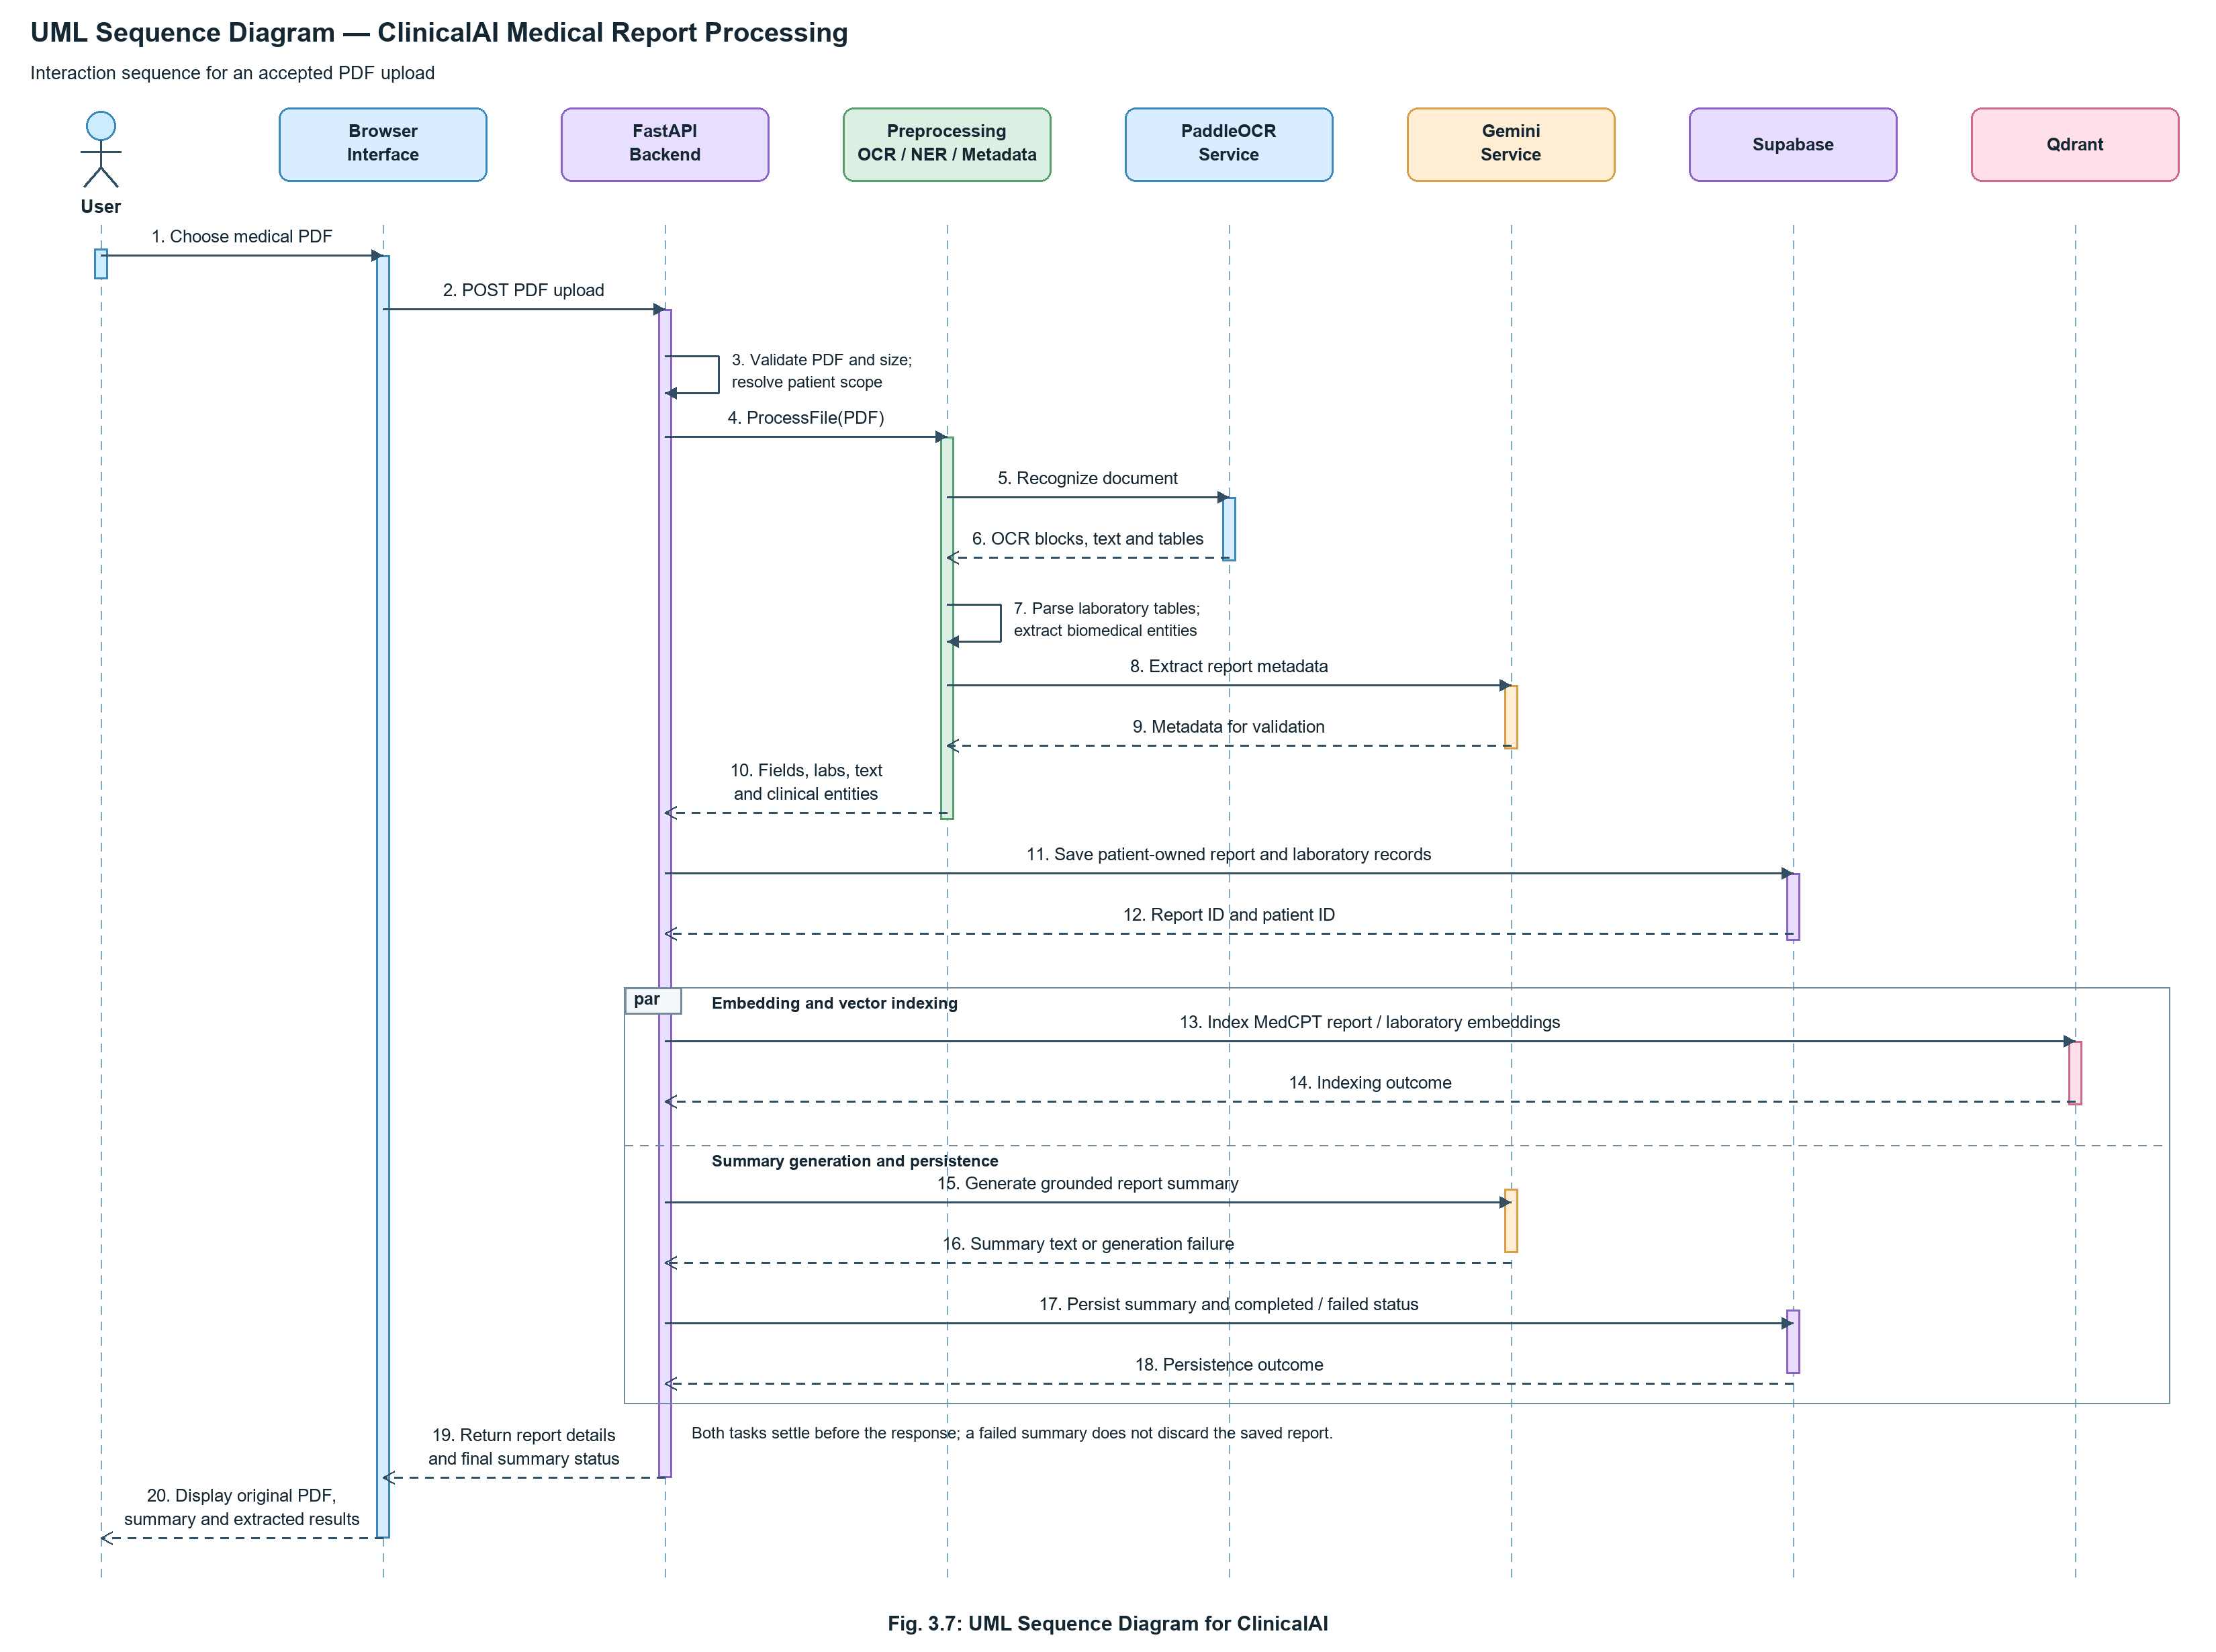 UML Sequence Diagram — ClinicalAI Medical Report Processing
Interaction sequence for an accepted PDF upload
User
Browser
Interface
FastAPI
Backend
Preprocessing
OCR / NER / Metadata
PaddleOCR
Service
Gemini
Service
Supabase
Qdrant
1. Choose medical PDF
2. POST PDF upload
3. Validate PDF and size;
resolve patient scope
4. ProcessFile(PDF)
5. Recognize document
6. OCR blocks, text and tables
7. Parse laboratory tables;
extract biomedical entities
8. Extract report metadata
9. Metadata for validation
10. Fields, labs, text
and clinical entities
11. Save patient-owned report and laboratory records
12. Report ID and patient ID
par
Embedding and vector indexing
13. Index MedCPT report / laboratory embeddings
14. Indexing outcome
Summary generation and persistence
15. Generate grounded report summary
16. Summary text or generation failure
17. Persist summary and completed / failed status
18. Persistence outcome
Both tasks settle before the response; a failed summary does not discard the saved report.
19. Return report details
and final summary status
20. Display original PDF,
summary and extracted results
Fig. 3.7: UML Sequence Diagram for ClinicalAI